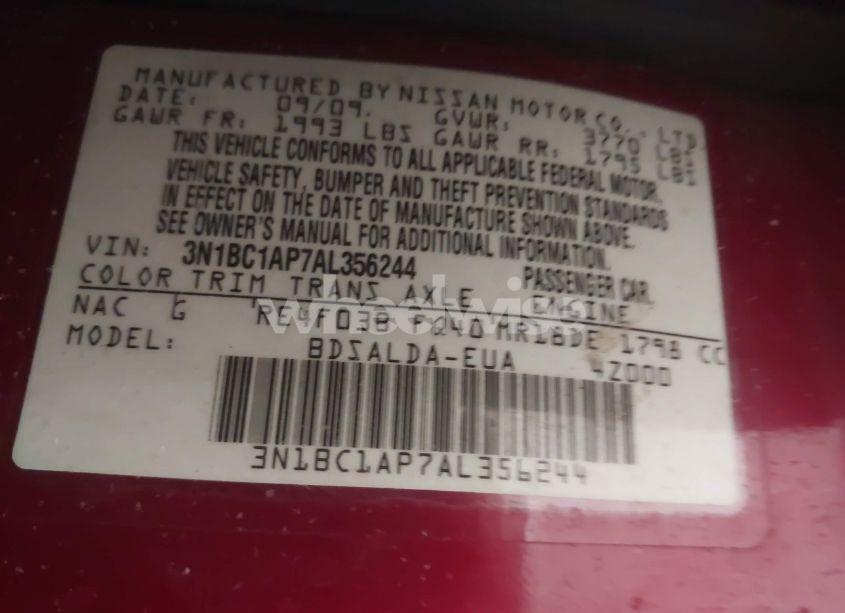 MANUFACTURED BY NISSAN MOTOR CO., LTD.
DATE: 09/09. GVWR: 3770 LBS
GAWR FR: 1993 LBS GAWR RR: 1795 LBS
THIS VEHICLE CONFORMS TO ALL APPLICABLE FEDERAL MOTOR
VEHICLE SAFETY, BUMPER AND THEFT PREVENTION STANDARDS
IN EFFECT ON THE DATE OF MANUFACTURE SHOWN ABOVE.
SEE OWNER'S MANUAL FOR ADDITIONAL INFORMATION.
VIN: 3N1BC1AP7AL356244 PASSENGER CAR.
COLOR TRIM TRANS AXLE ENGINE
NAC G RE4F03B FQ40 MR18DE 1798 CC
MODEL: BDSALDA-EUA 4Z000
3N1BC1AP7AL356244
wheelwise